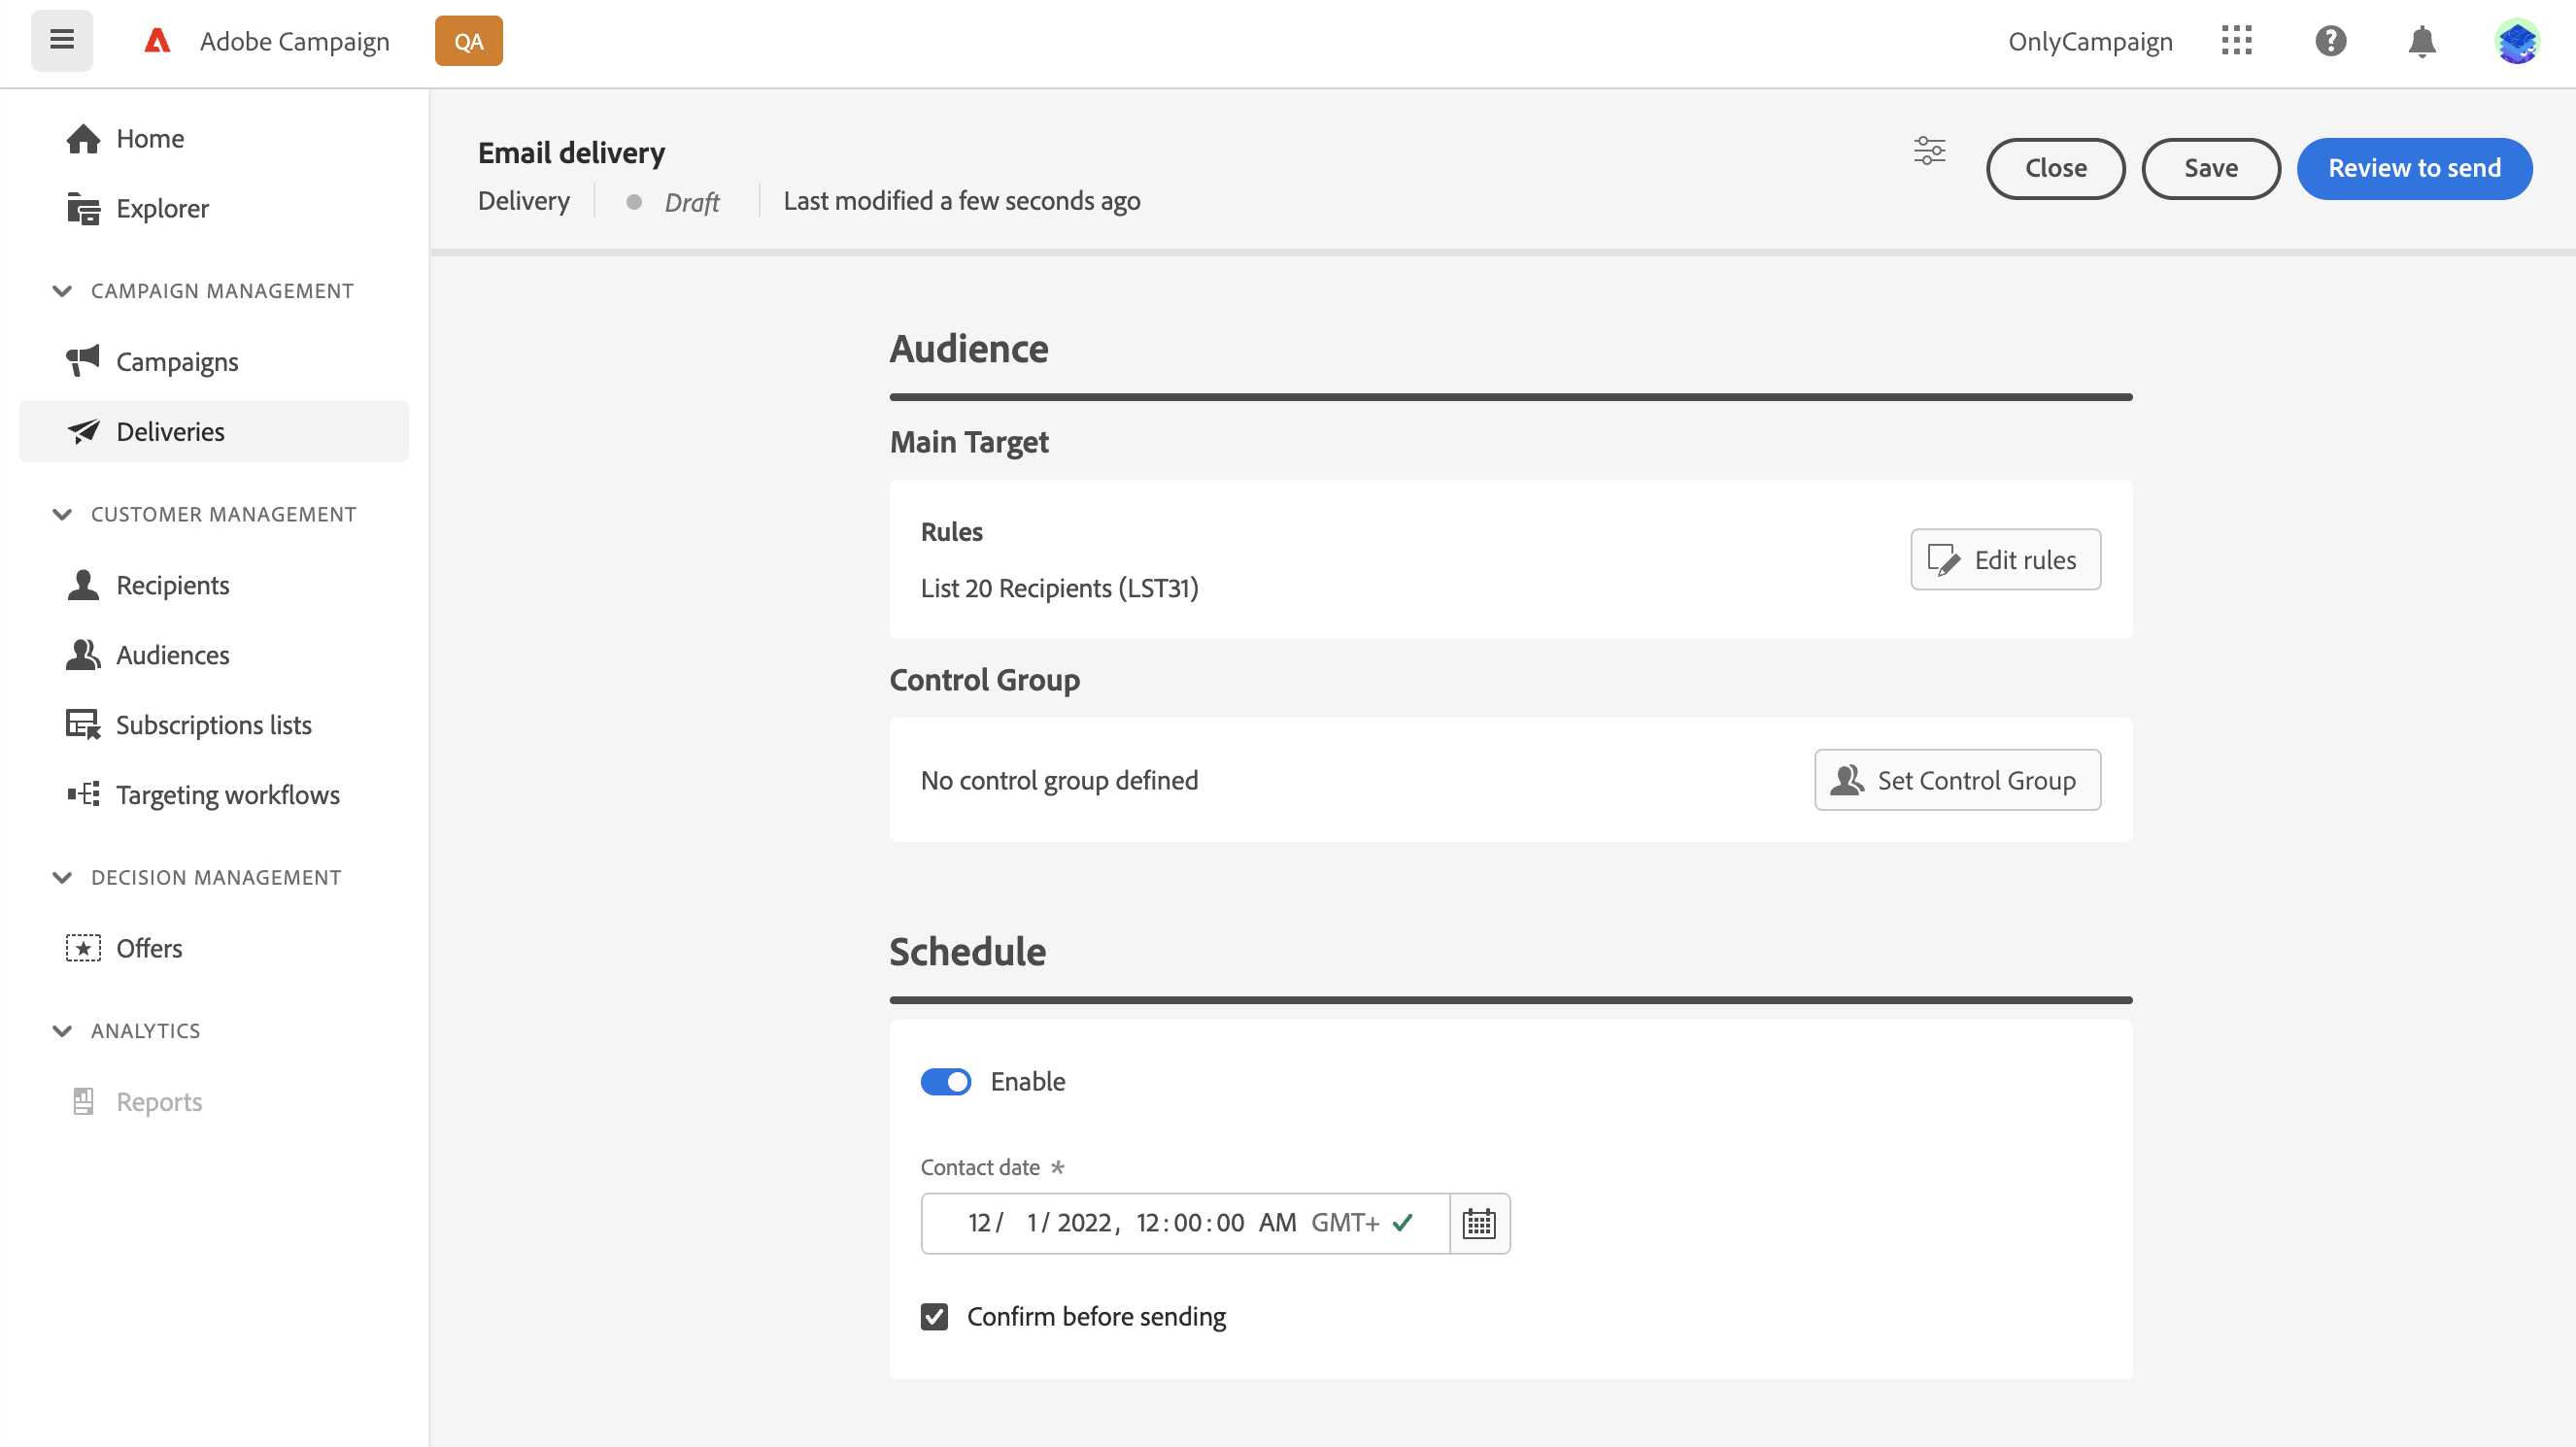 Adobe Campaign
QA
OnlyCampaign
Home
Explorer
CAMPAIGN MANAGEMENT
Campaigns
Deliveries
CUSTOMER MANAGEMENT
Recipients
Audiences
Subscriptions lists
Targeting workflows
DECISION MANAGEMENT
Offers
ANALYTICS
Reports
Email delivery
Delivery
Draft
Last modified a few seconds ago
Close
Save
Review to send
Audience
Main Target
Rules
List 20 Recipients (LST31)
Edit rules
Control Group
No control group defined
Set Control Group
Schedule
Enable
Contact date *
12/ 1/2022, 12:00:00 AM GMT+
Confirm before sending